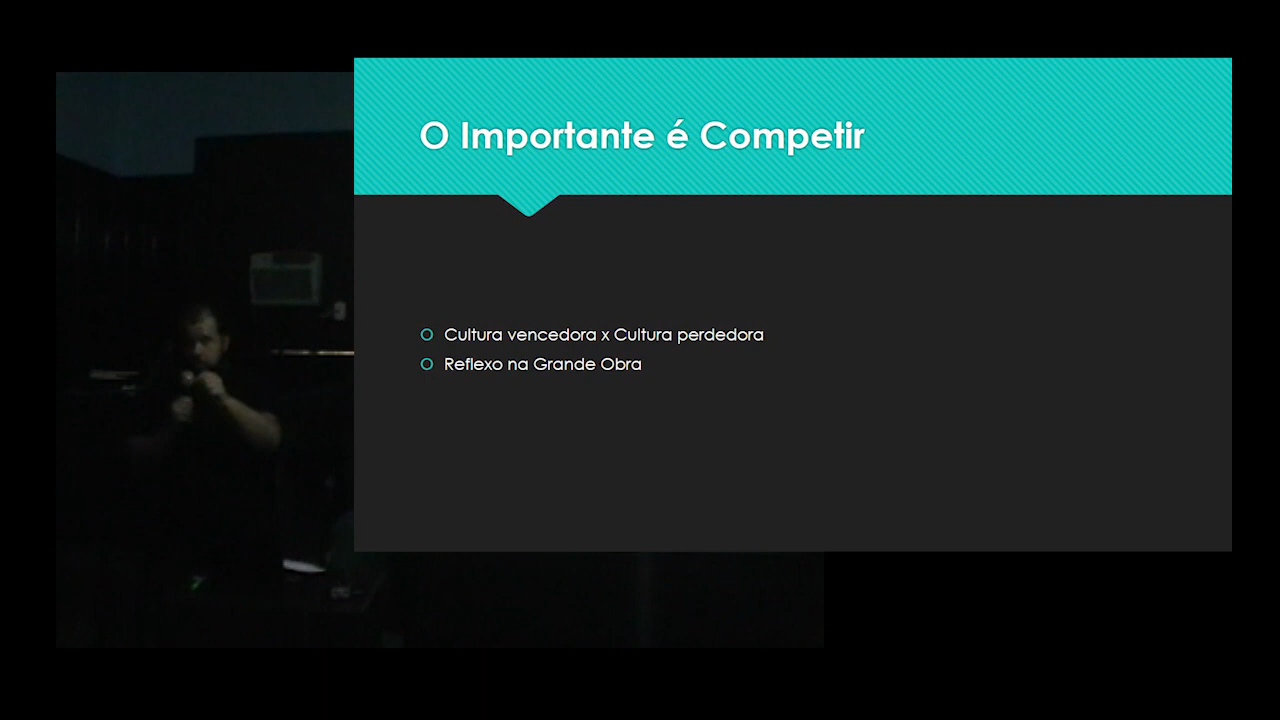 O Importante é Competir
Cultura vencedora x Cultura perdedora
Reflexo na Grande Obra